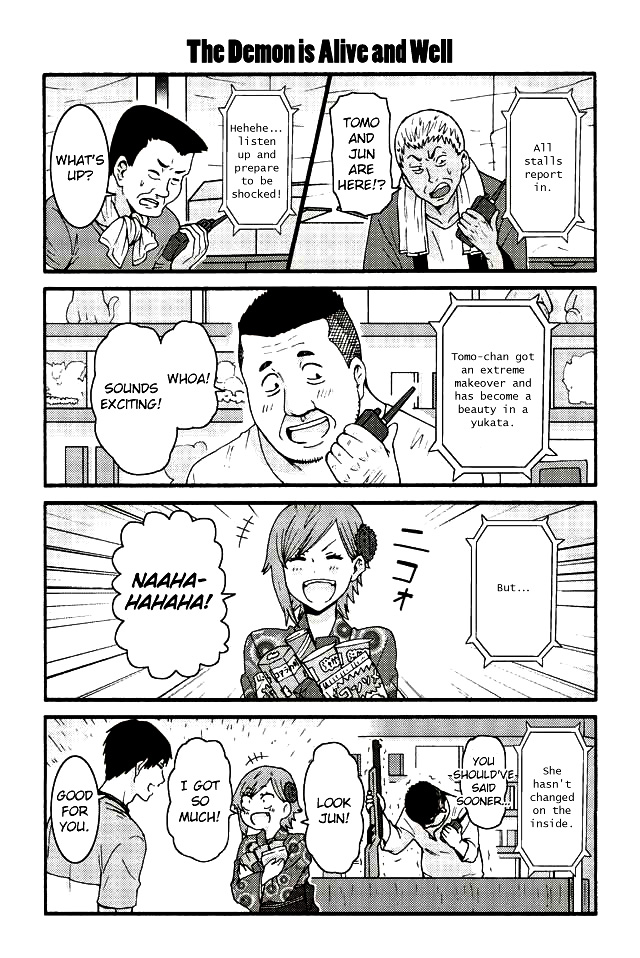 The Demon is Alive and Well
All
stalls
report
in.
TOMO
AND
JUN
ARE
HERE!?
Hehehe...
listen
up and
prepare
to be
shocked!
WHAT'S
UP?
Tomo-chan got
an extreme
makeover and
has become a
beauty in a
yukata.
WHOA!
SOUNDS
EXCITING!
But...
ニコォ
NAAHA-
HAHAHA!
She
hasn't
changed
on the
inside.
YOU
SHOULD'VE
SAID
SOONER...
LOOK
JUN!
I GOT
SO
MUCH!
GOOD
FOR
YOU.